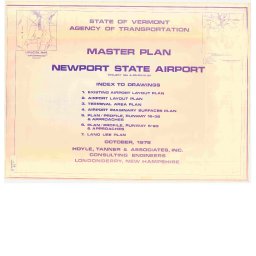 STATE OF VERMONT
AGENCY OF TRANSPORTATION
MASTER PLAN
NEWPORT STATE AIRPORT
INDEX TO DRAWINGS
1. EXISTING AIRPORT LAYOUT PLAN
2. AIRPORT LAYOUT PLAN
3. TERMINAL AREA PLAN
4. AIRPORT IMAGINARY SURFACES PLAN
5. PLAN/PROFILE, RUNWAY 18-36
& APPROACHES
6. PLAN/PROFILE, RUNWAY
& APPROACHES
7. LAND USE PLAN
OCTOBER,
HOYLE, TANNER & ASSOCIATES, INC.
CONSULTING ENGINEERS
LONDONDERRY, NEW HAMPSHIRE